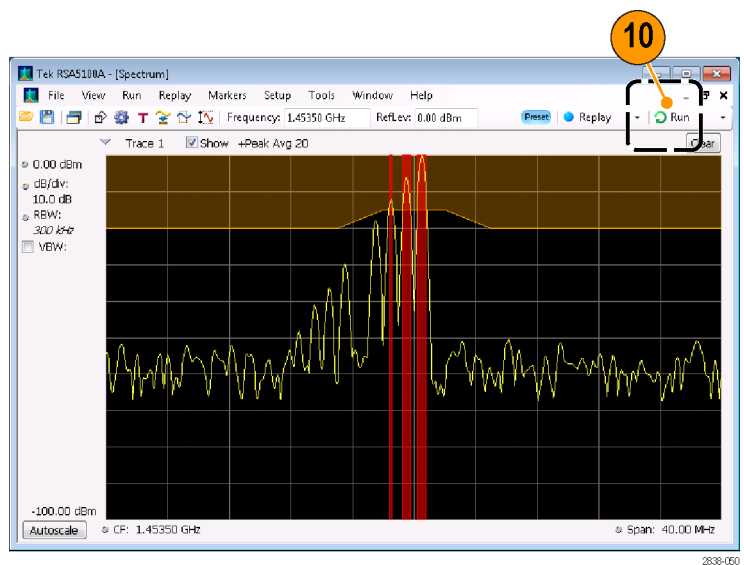 10
Tek RSA5100A - [Spectrum]
File View Run Replay Markers Setup Tools Window Help
T Frequency: 1.45350 GHz RefLev: 0.00 dBm Preset Replay Run
Trace 1 Show +Peak Avg 20 Clear
0.00 dBm
dB/div:
10.0 dB
RBW:
300 kHz
VBW:
-100.00 dBm
Autoscale CF: 1.45350 GHz Span: 40.00 MHz
2838-050